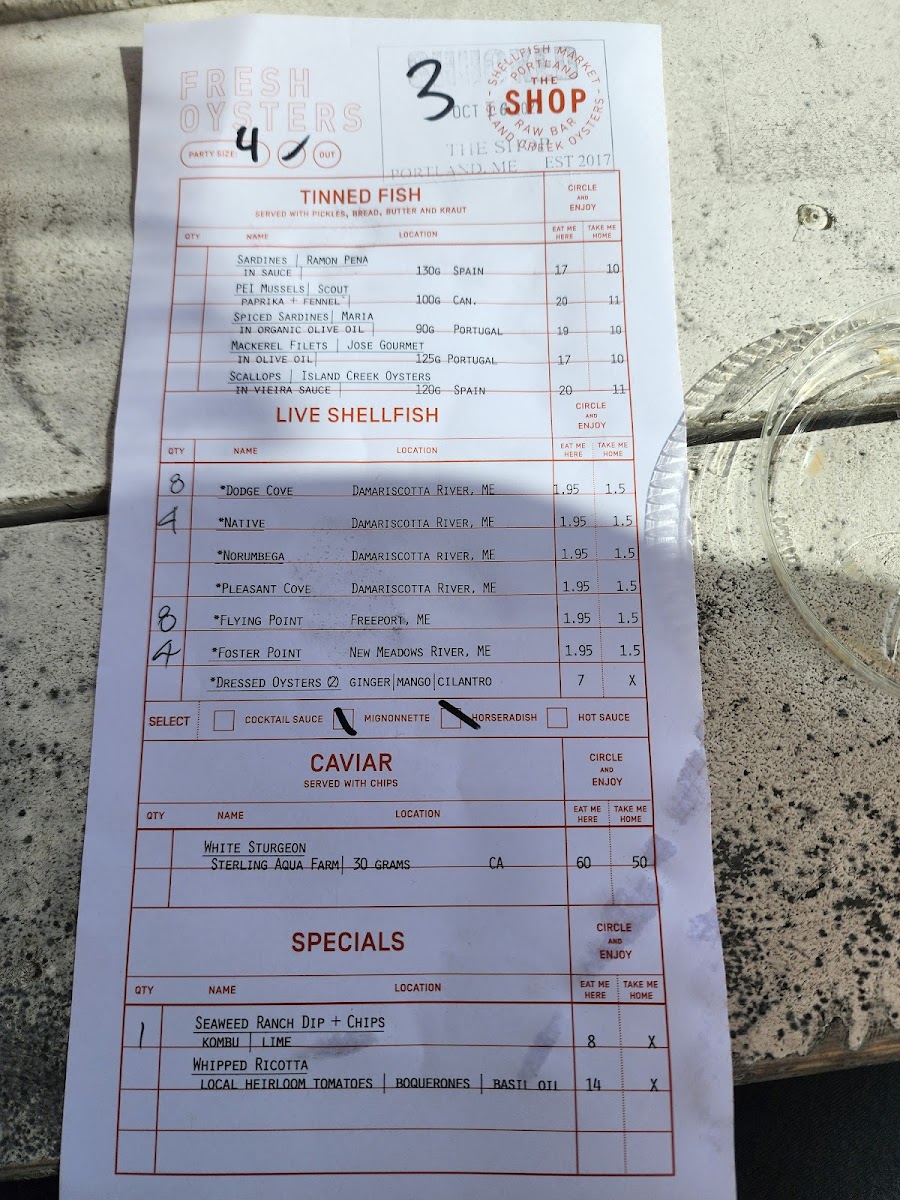 FRESH
OYSTERS
3
OCT
SHELLFISH MARKET
PORTLAND
THE
SHOP
RAW BAR
ISLAND CREEK OYSTERS
THE SHOP
PORTLAND, ME EST 2017
PARTY SIZE: 4 OUT
TINNED FISH
SERVED WITH PICKLES, BREAD, BUTTER AND KRAUT
CIRCLE
AND
ENJOY
QTY NAME LOCATION EAT ME HERE TAKE ME HOME
SARDINES | RAMON PENA
IN SAUCE | 130G SPAIN 17 10
PEI MUSSELS | SCOUT
PAPRIKA + FENNEL | 100G CAN. 20 11
SPICED SARDINES | MARIA
IN ORGANIC OLIVE OIL | 90G PORTUGAL 19 10
MACKEREL FILETS | JOSE GOURMET
IN OLIVE OIL | 125G PORTUGAL 17 10
SCALLOPS | ISLAND CREEK OYSTERS
IN VIEIRA SAUCE | 120G SPAIN 20 11
LIVE SHELLFISH
CIRCLE
AND
ENJOY
QTY NAME LOCATION EAT ME HERE TAKE ME HOME
8 *DODGE COVE DAMARISCOTTA RIVER, ME 1.95 1.5
4 *NATIVE DAMARISCOTTA RIVER, ME 1.95 1.5
*NORUMBEGA DAMARISCOTTA RIVER, ME 1.95 1.5
*PLEASANT COVE DAMARISCOTTA RIVER, ME 1.95 1.5
8 *FLYING POINT FREEPORT, ME 1.95 1.5
4 *FOSTER POINT NEW MEADOWS RIVER, ME 1.95 1.5
*DRESSED OYSTERS (2) GINGER|MANGO|CILANTRO 7 X
SELECT COCKTAIL SAUCE MIGNONNETTE HORSERADISH HOT SAUCE
CAVIAR
SERVED WITH CHIPS
CIRCLE
AND
ENJOY
QTY NAME LOCATION EAT ME HERE TAKE ME HOME
WHITE STURGEON
STERLING AQUA FARM| 30 GRAMS CA 60 50
SPECIALS
CIRCLE
AND
ENJOY
QTY NAME LOCATION EAT ME HERE TAKE ME HOME
1 SEAWEED RANCH DIP + CHIPS
KOMBU | LIME 8 X
WHIPPED RICOTTA
LOCAL HEIRLOOM TOMATOES | BOQUERONES | BASIL OIL 14 X